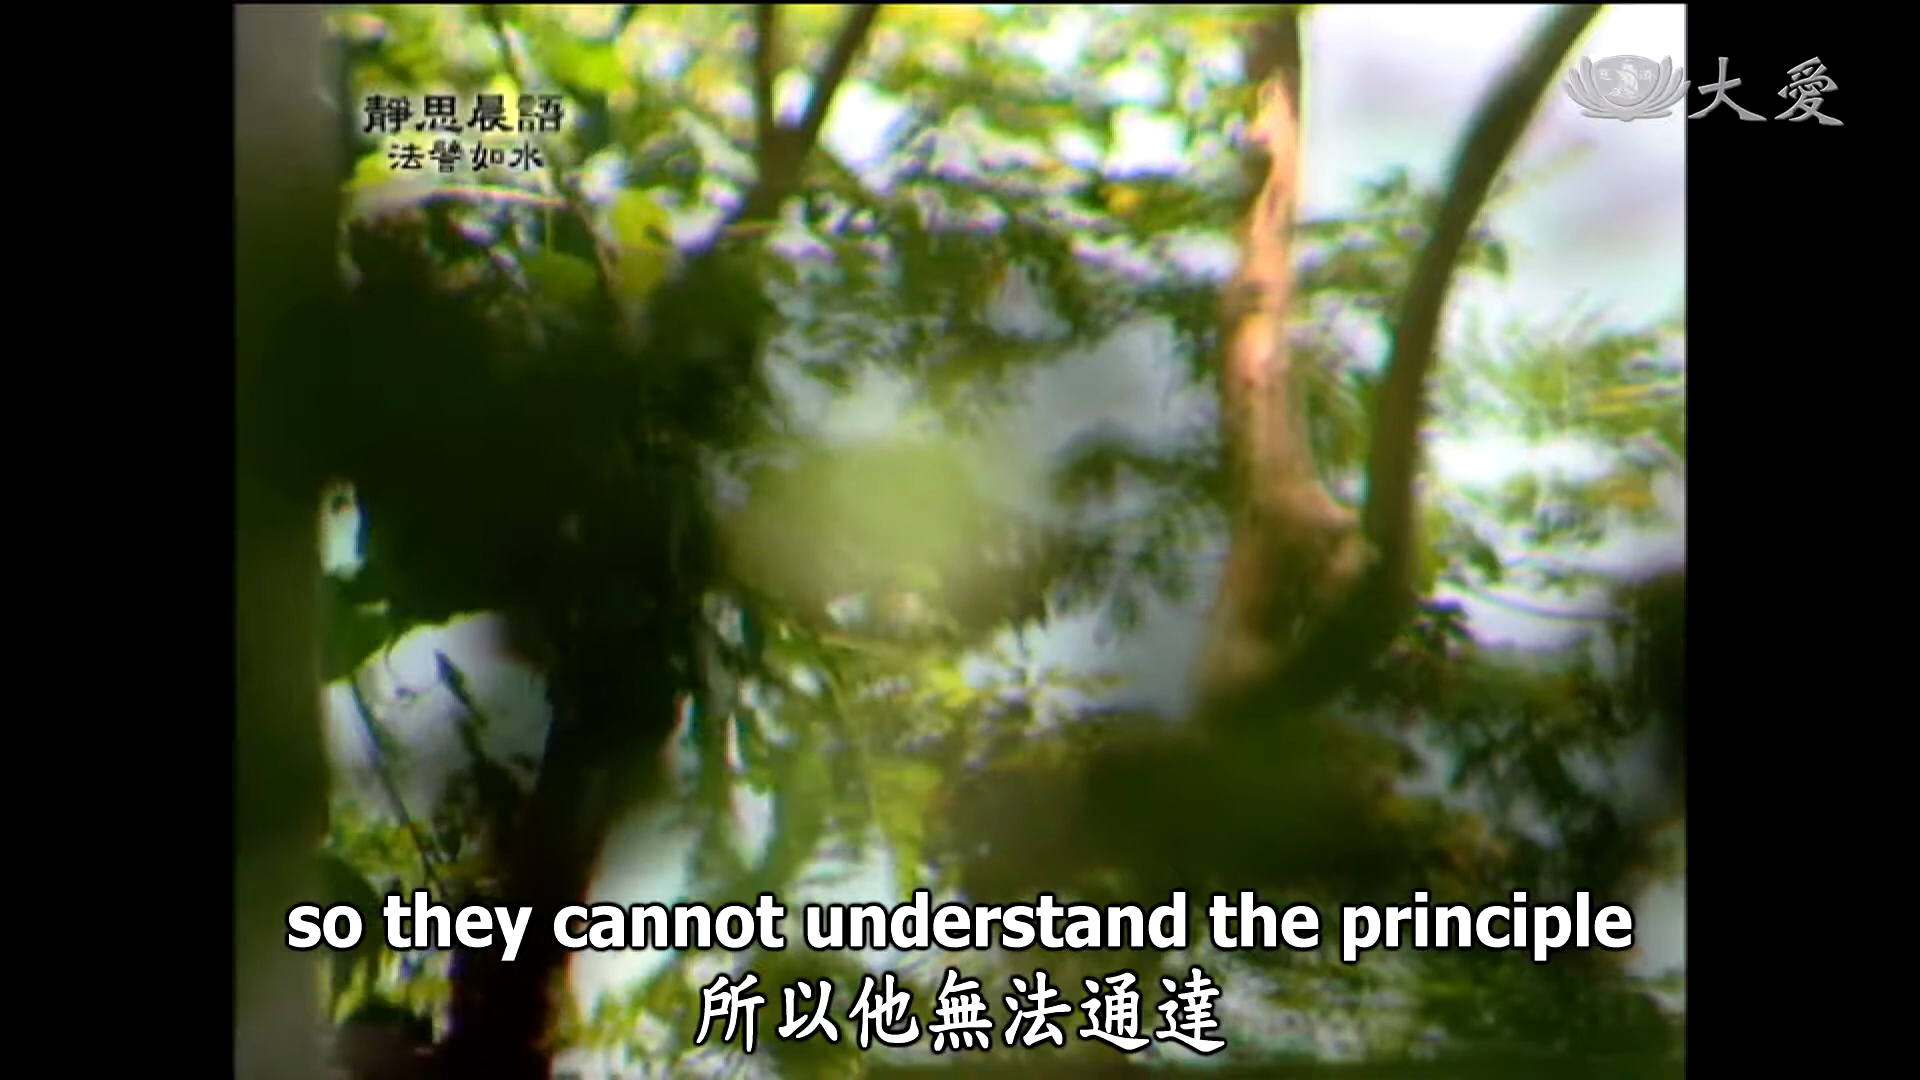 靜思晨語
法譬如水
大愛
so they cannot understand the principle
所以他無法通達